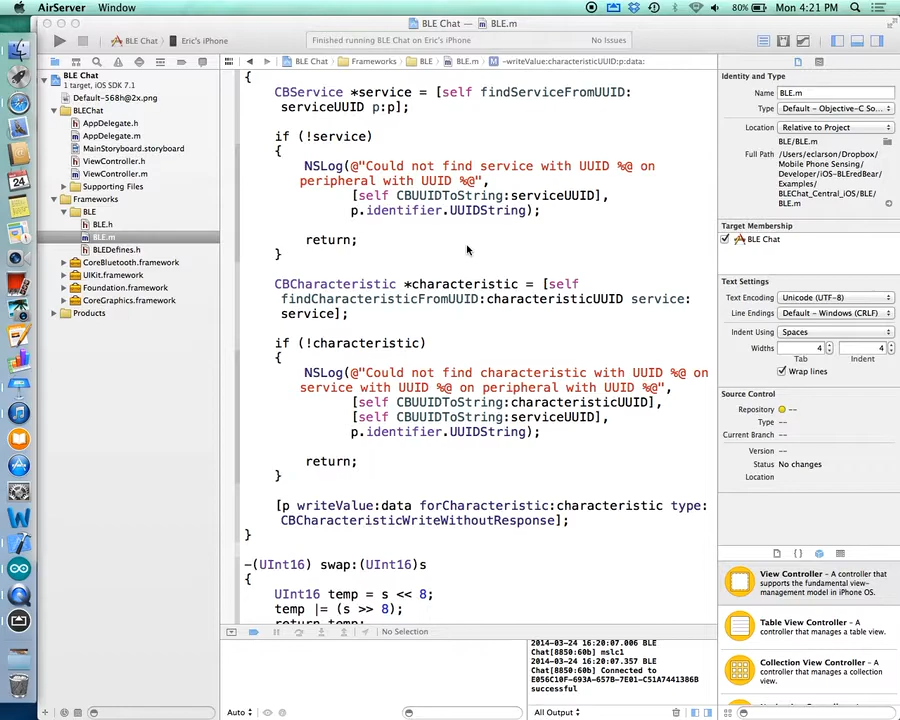 AirServer Window 80% Mon 4:21 PM
BLE Chat — BLE.m
BLE Chat Eric's iPhone
Finished running BLE Chat on Eric's iPhone No Issues
BLE Chat Frameworks BLE BLE.m -writeValue:characteristicUUID:p:data:
BLE Chat
1 target, iOS SDK 7.1
Default-568h@2x.png
BLEChat
AppDelegate.h
AppDelegate.m
MainStoryboard.storyboard
ViewController.h
ViewController.m
Supporting Files
Frameworks
BLE
BLE.h
BLE.m
BLEDefines.h
CoreBluetooth.framework
UIKit.framework
Foundation.framework
CoreGraphics.framework
Products
{
CBService *service = [self findServiceFromUUID:
serviceUUID p:p];
if (!service)
{
NSLog(@"Could not find service with UUID %@ on
peripheral with UUID %@",
[self CBUUIDToString:serviceUUID],
p.identifier.UUIDString);
return;
}
CBCharacteristic *characteristic = [self
findCharacteristicFromUUID:characteristicUUID service:
service];
if (!characteristic)
{
NSLog(@"Could not find characteristic with UUID %@ on
service with UUID %@ on peripheral with UUID %@",
[self CBUUIDToString:characteristicUUID],
[self CBUUIDToString:serviceUUID],
p.identifier.UUIDString);
return;
}
[p writeValue:data forCharacteristic:characteristic type:
CBCharacteristicWriteWithoutResponse];
}
-(UInt16) swap:(UInt16)s
{
UInt16 temp = s << 8;
temp |= (s >> 8);
return temp;
No Selection
2014-03-24 16:20:07.006 BLE
Chat[8850:60b] mslc1
2014-03-24 16:20:07.357 BLE
Chat[8850:60b] Connected to
E056C10F-693A-657B-7E01-C51A7441386B
successful
Auto
All Output
Identity and Type
Name BLE.m
Type Default - Objective-C So...
Location Relative to Project
BLE/BLE.m
Full Path /Users/eclarson/Dropbox/
Mobile Phone Sensing/
Developer/iOS-BLEredBear/
Examples/
BLEChat_Central_iOS/BLE/
BLE.m
Target Membership
BLE Chat
Text Settings
Text Encoding Unicode (UTF-8)
Line Endings Default - Windows (CRLF)
Indent Using Spaces
Widths 4 4
Tab Indent
Wrap lines
Source Control
Repository --
Type --
Current Branch --
Version --
Status No changes
Location
{ }
View Controller - A controller
that supports the fundamental view-
management model in iPhone OS.
Table View Controller - A
controller that manages a table view.
Collection View Controller - A
controller that manages a collection
view.